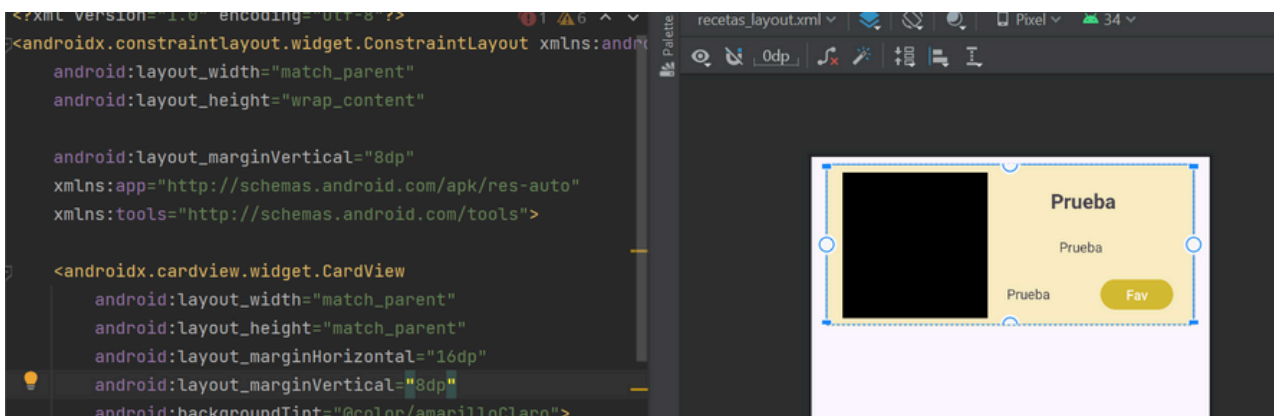 <?xml version="1.0" encoding="utf-8"?>
1 6
<androidx.constraintlayout.widget.ConstraintLayout xmlns:andro
android:layout_width="match_parent"
android:layout_height="wrap_content"
android:layout_marginVertical="8dp"
xmlns:app="http://schemas.android.com/apk/res-auto"
xmlns:tools="http://schemas.android.com/tools">
<androidx.cardview.widget.CardView
android:layout_width="match_parent"
android:layout_height="match_parent"
android:layout_marginHorizontal="16dp"
android:layout_marginVertical="8dp"
android:backgroundTint="@color/amarilloClaro">
Palette
recetas_layout.xml
Pixel
34
0dp
Prueba
Prueba
Prueba Fav